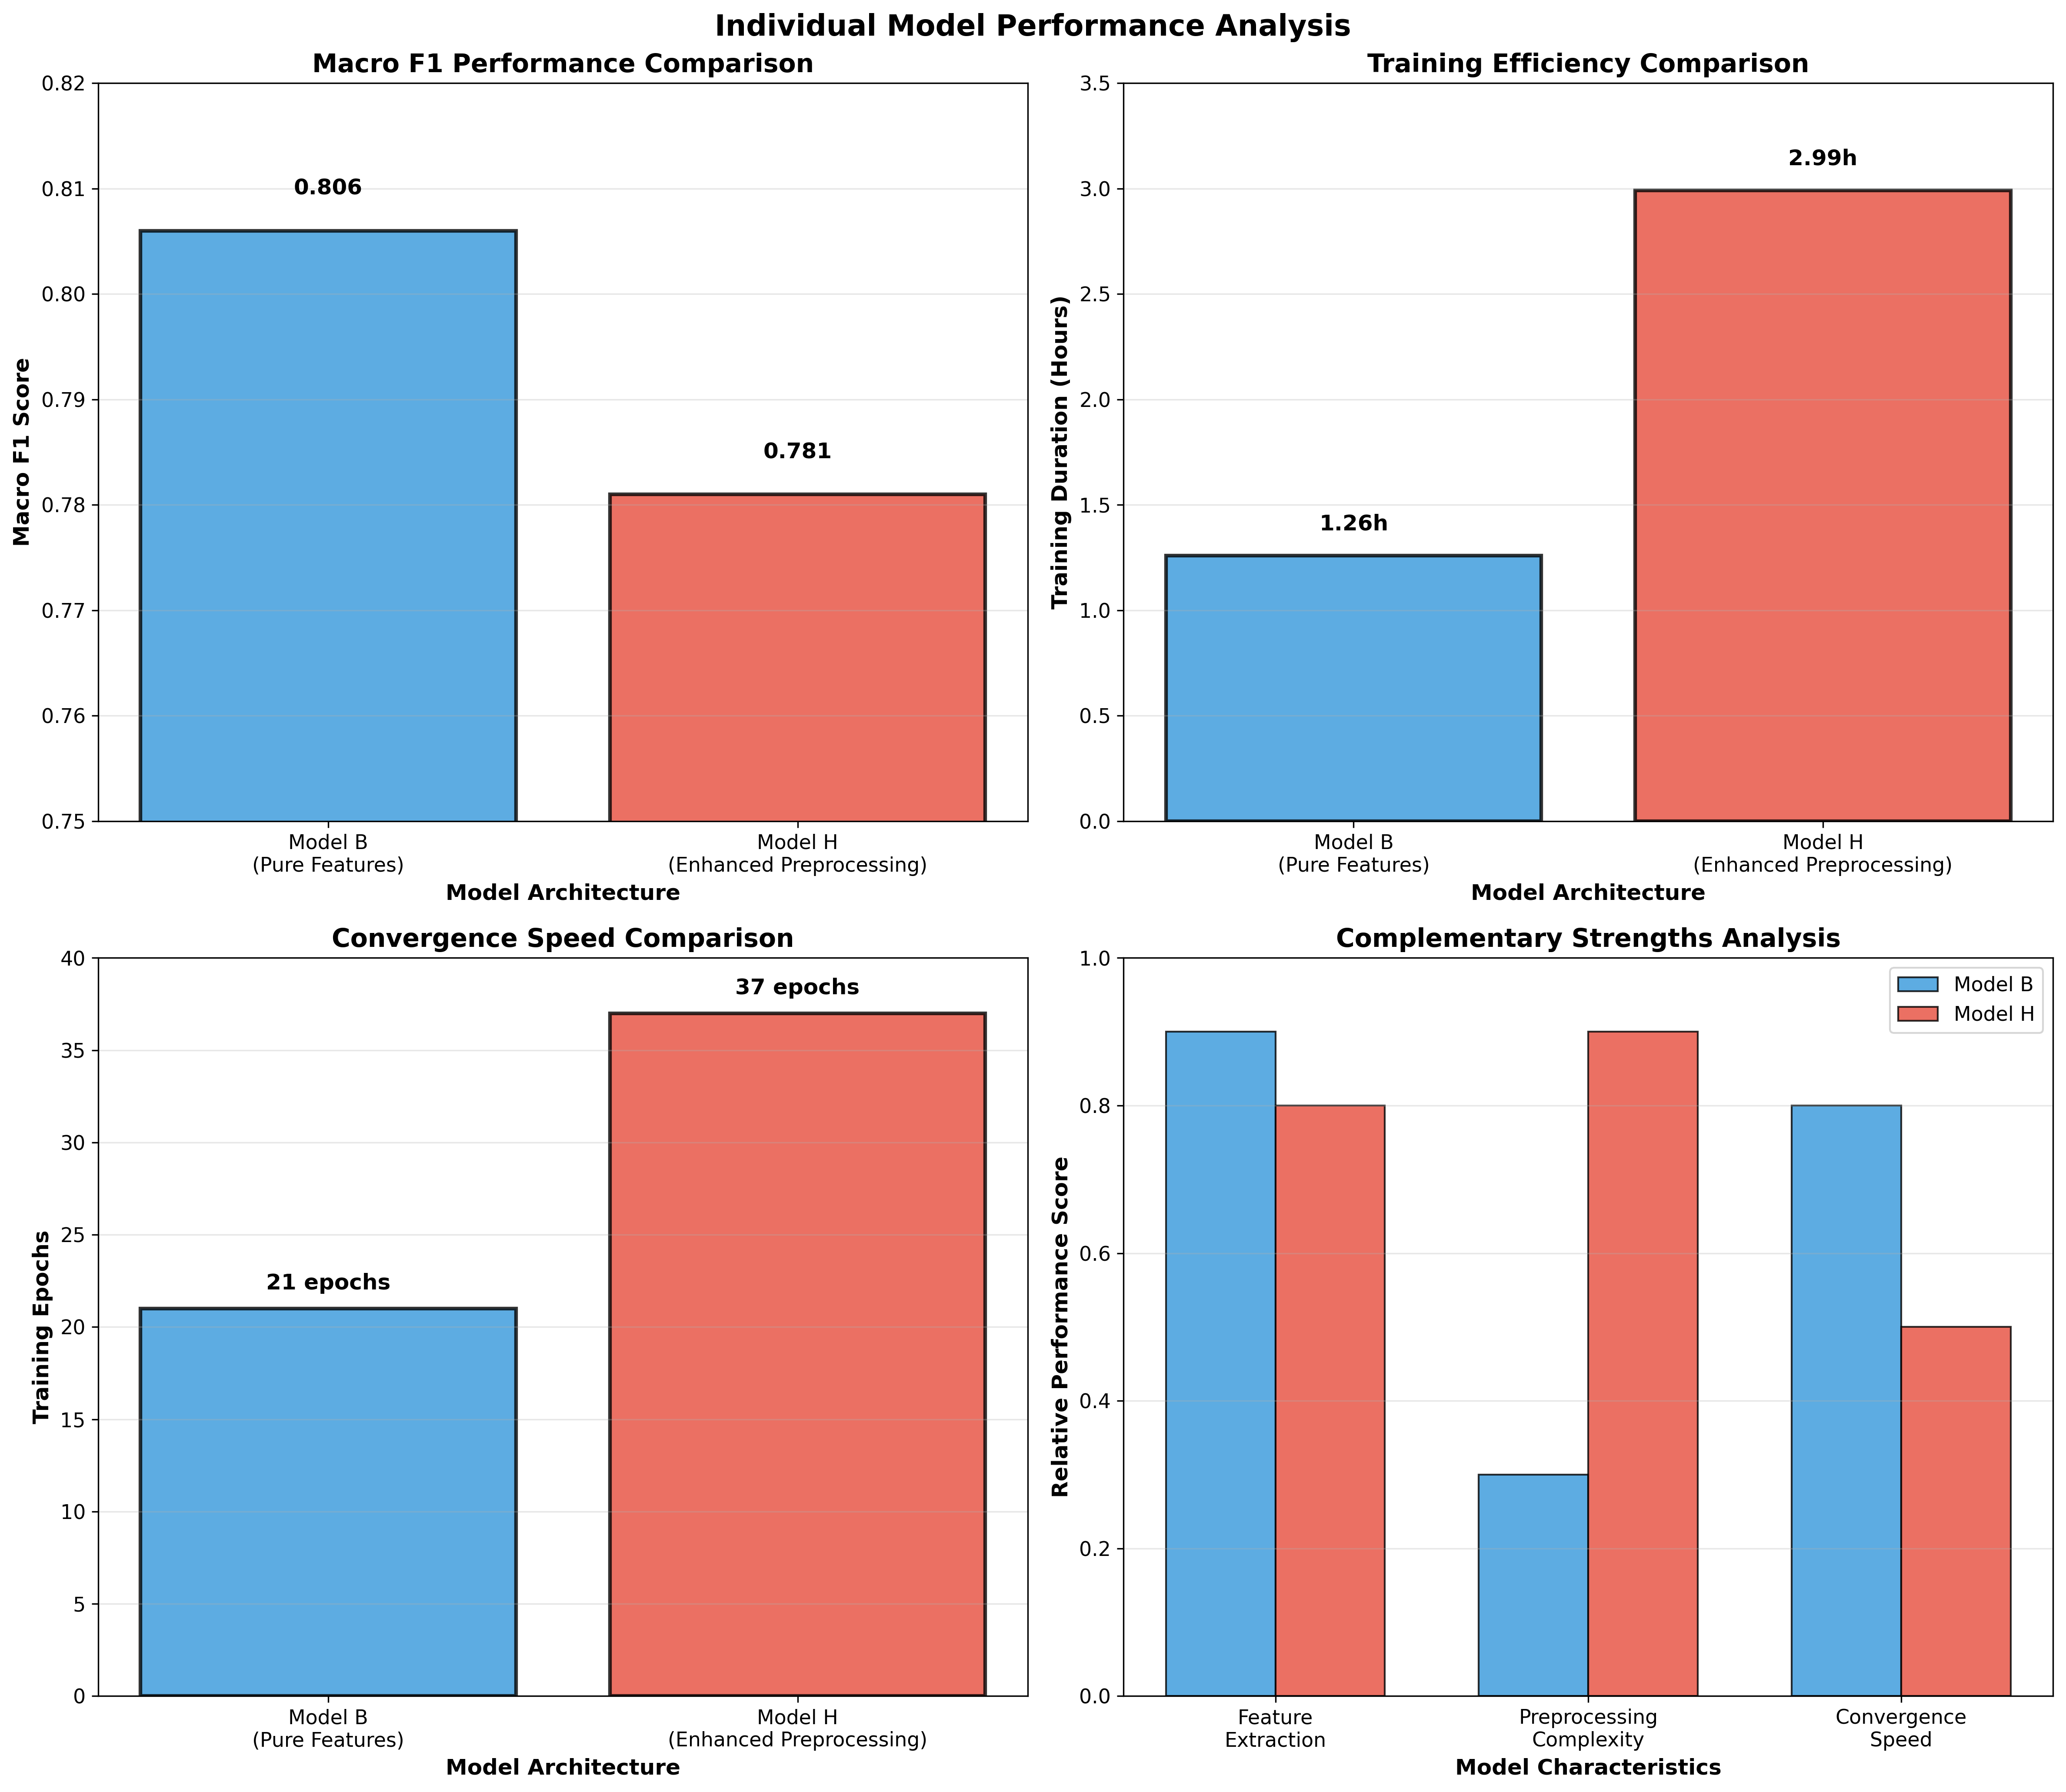 Individual Model Performance Analysis
Macro F1 Performance Comparison
Macro F1 Score
0.82
0.81
0.80
0.79
0.78
0.77
0.76
0.75
0.806
0.781
Model B
(Pure Features)
Model H
(Enhanced Preprocessing)
Model Architecture
Training Efficiency Comparison
Training Duration (Hours)
3.5
3.0
2.5
2.0
1.5
1.0
0.5
0.0
1.26h
2.99h
Model B
(Pure Features)
Model H
(Enhanced Preprocessing)
Model Architecture
Convergence Speed Comparison
Training Epochs
40
35
30
25
20
15
10
5
0
21 epochs
37 epochs
Model B
(Pure Features)
Model H
(Enhanced Preprocessing)
Model Architecture
Complementary Strengths Analysis
Relative Performance Score
1.0
0.8
0.6
0.4
0.2
0.0
Model B
Model H
Feature
Extraction
Preprocessing
Complexity
Convergence
Speed
Model Characteristics